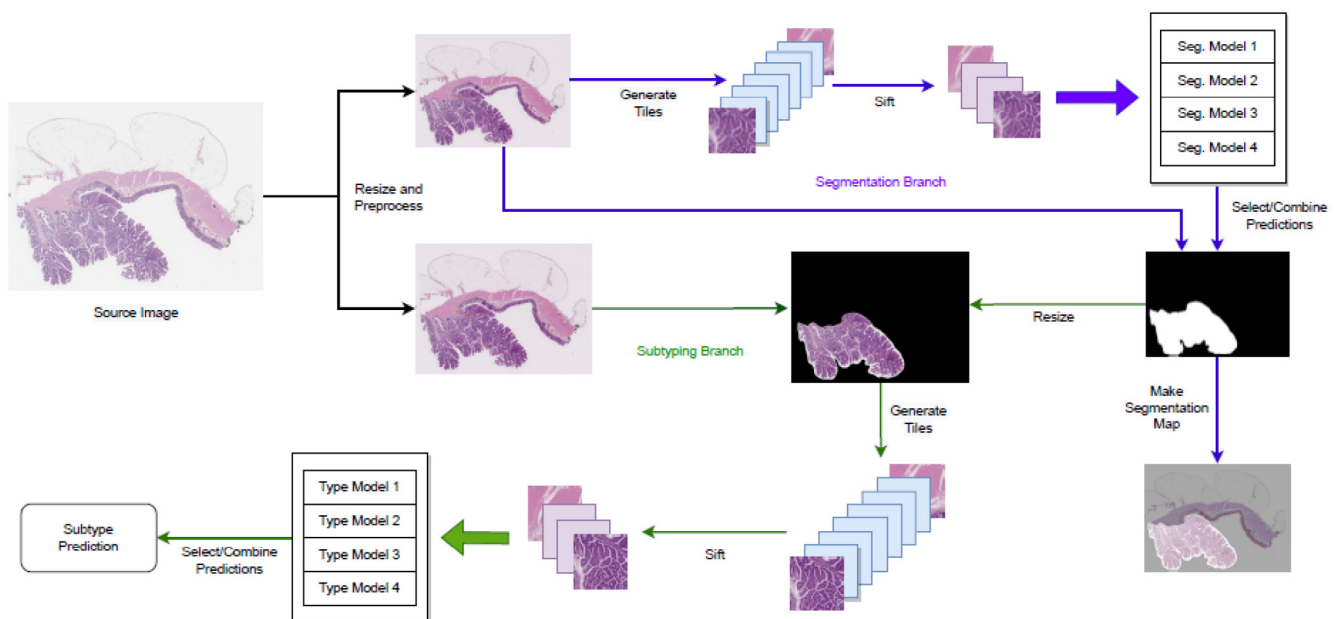 Seg. Model 1
Seg. Model 2
Seg. Model 3
Seg. Model 4
Generate
Tiles
Sift
Segmentation Branch
Resize and
Preprocess
Select/Combine
Predictions
Source Image
Subtyping Branch
Resize
Make
Segmentation
Map
Generate
Tiles
Type Model 1
Type Model 2
Type Model 3
Type Model 4
Subtype
Prediction
Select/Combine
Predictions
Sift